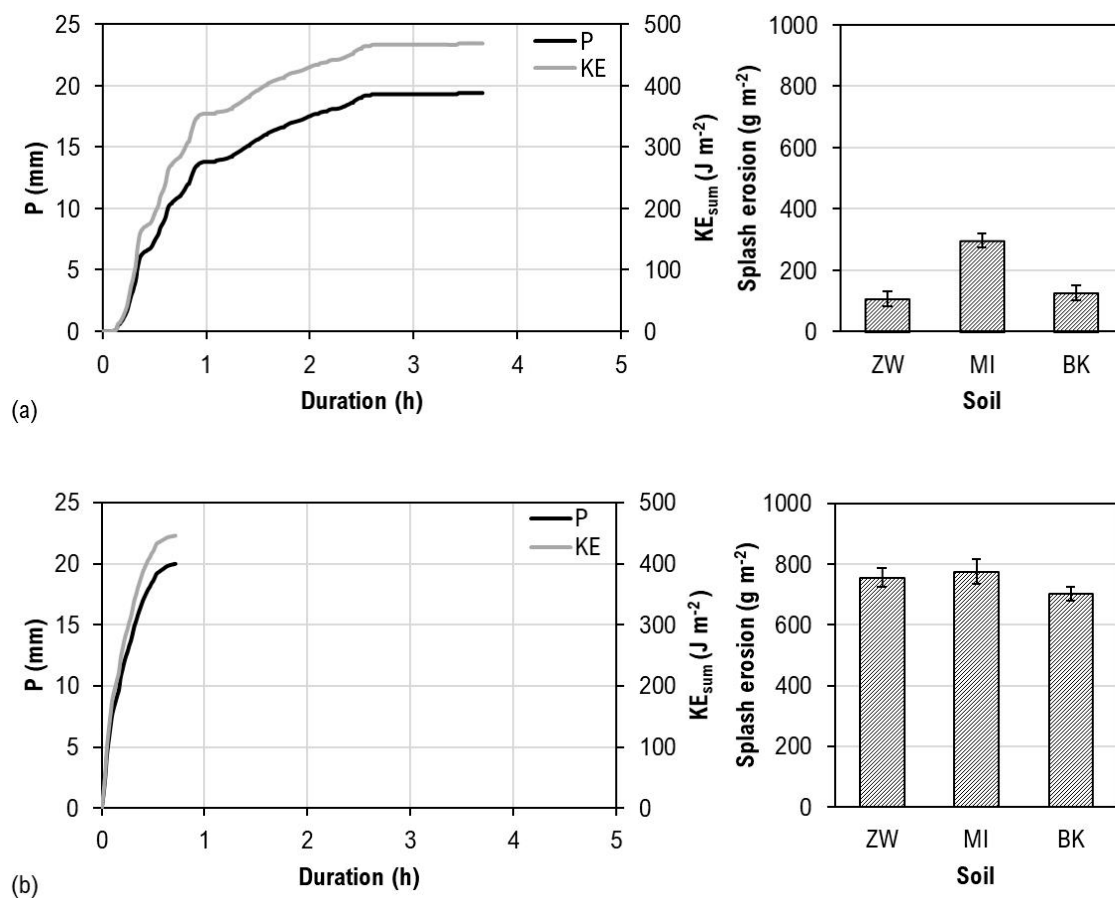 25
20
15
10
5
0
P (mm)
0 1 2 3 4 5
Duration (h)
500
400
300
200
100
0
KEsum (J m-2)
P
KE
1000
800
600
400
200
0
Splash erosion (g m-2)
ZW MI BK
Soil
(a)
25
20
15
10
5
0
P (mm)
0 1 2 3 4 5
Duration (h)
500
400
300
200
100
0
KEsum (J m-2)
P
KE
1000
800
600
400
200
0
Splash erosion (g m-2)
ZW MI BK
Soil
(b)